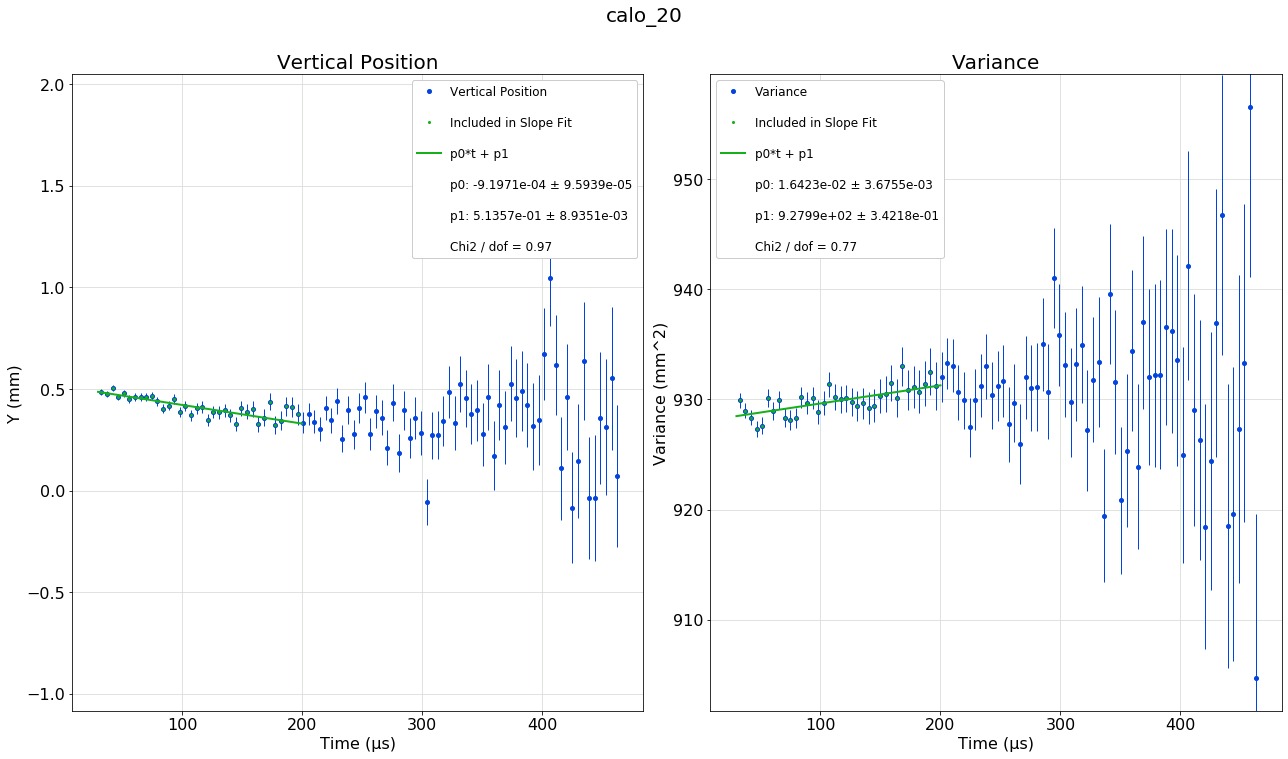 calo_20
Vertical Position
2.0
1.5
1.0
0.5
0.0
−0.5
−1.0
Y (mm)
100
200
300
400
Time (µs)
Vertical Position
Included in Slope Fit
p0*t + p1
p0: -9.1971e-04 ± 9.5939e-05
p1: 5.1357e-01 ± 8.9351e-03
Chi2 / dof = 0.97
Variance
950
940
930
920
910
Variance (mm^2)
100
200
300
400
Time (µs)
Variance
Included in Slope Fit
p0*t + p1
p0: 1.6423e-02 ± 3.6755e-03
p1: 9.2799e+02 ± 3.4218e-01
Chi2 / dof = 0.77